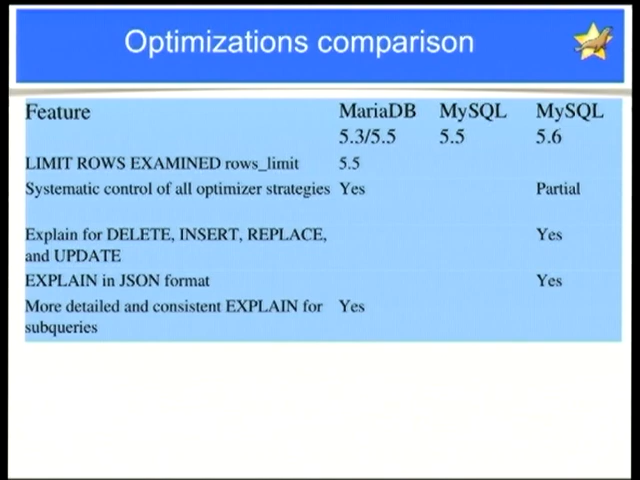 Optimizations comparison
Feature MariaDB MySQL MySQL
5.3/5.5 5.5 5.6
LIMIT ROWS EXAMINED rows_limit 5.5
Systematic control of all optimizer strategies Yes Partial
Explain for DELETE, INSERT, REPLACE, Yes
and UPDATE
EXPLAIN in JSON format Yes
More detailed and consistent EXPLAIN for Yes
subqueries